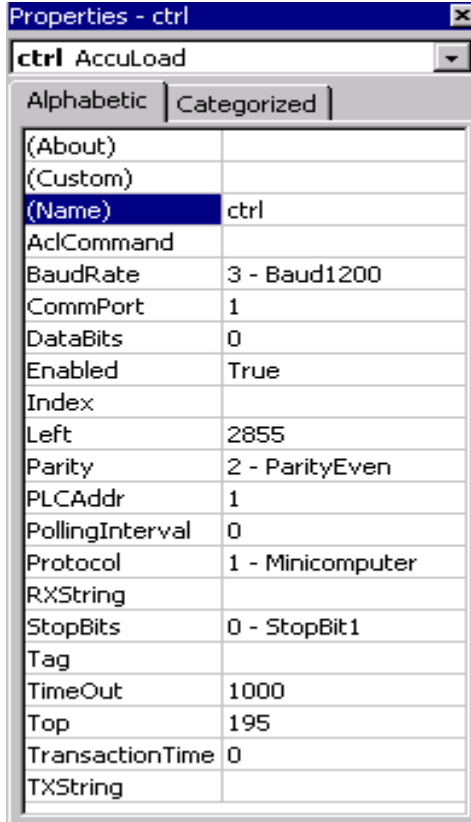 Properties - ctrl
ctrl AccuLoad
Alphabetic Categorized
(About)
(Custom)
(Name) ctrl
AclCommand
BaudRate 3 - Baud1200
CommPort 1
DataBits 0
Enabled True
Index
Left 2855
Parity 2 - ParityEven
PLCAddr 1
PollingInterval 0
Protocol 1 - Minicomputer
RXString
StopBits 0 - StopBit1
Tag
TimeOut 1000
Top 195
TransactionTime 0
TXString